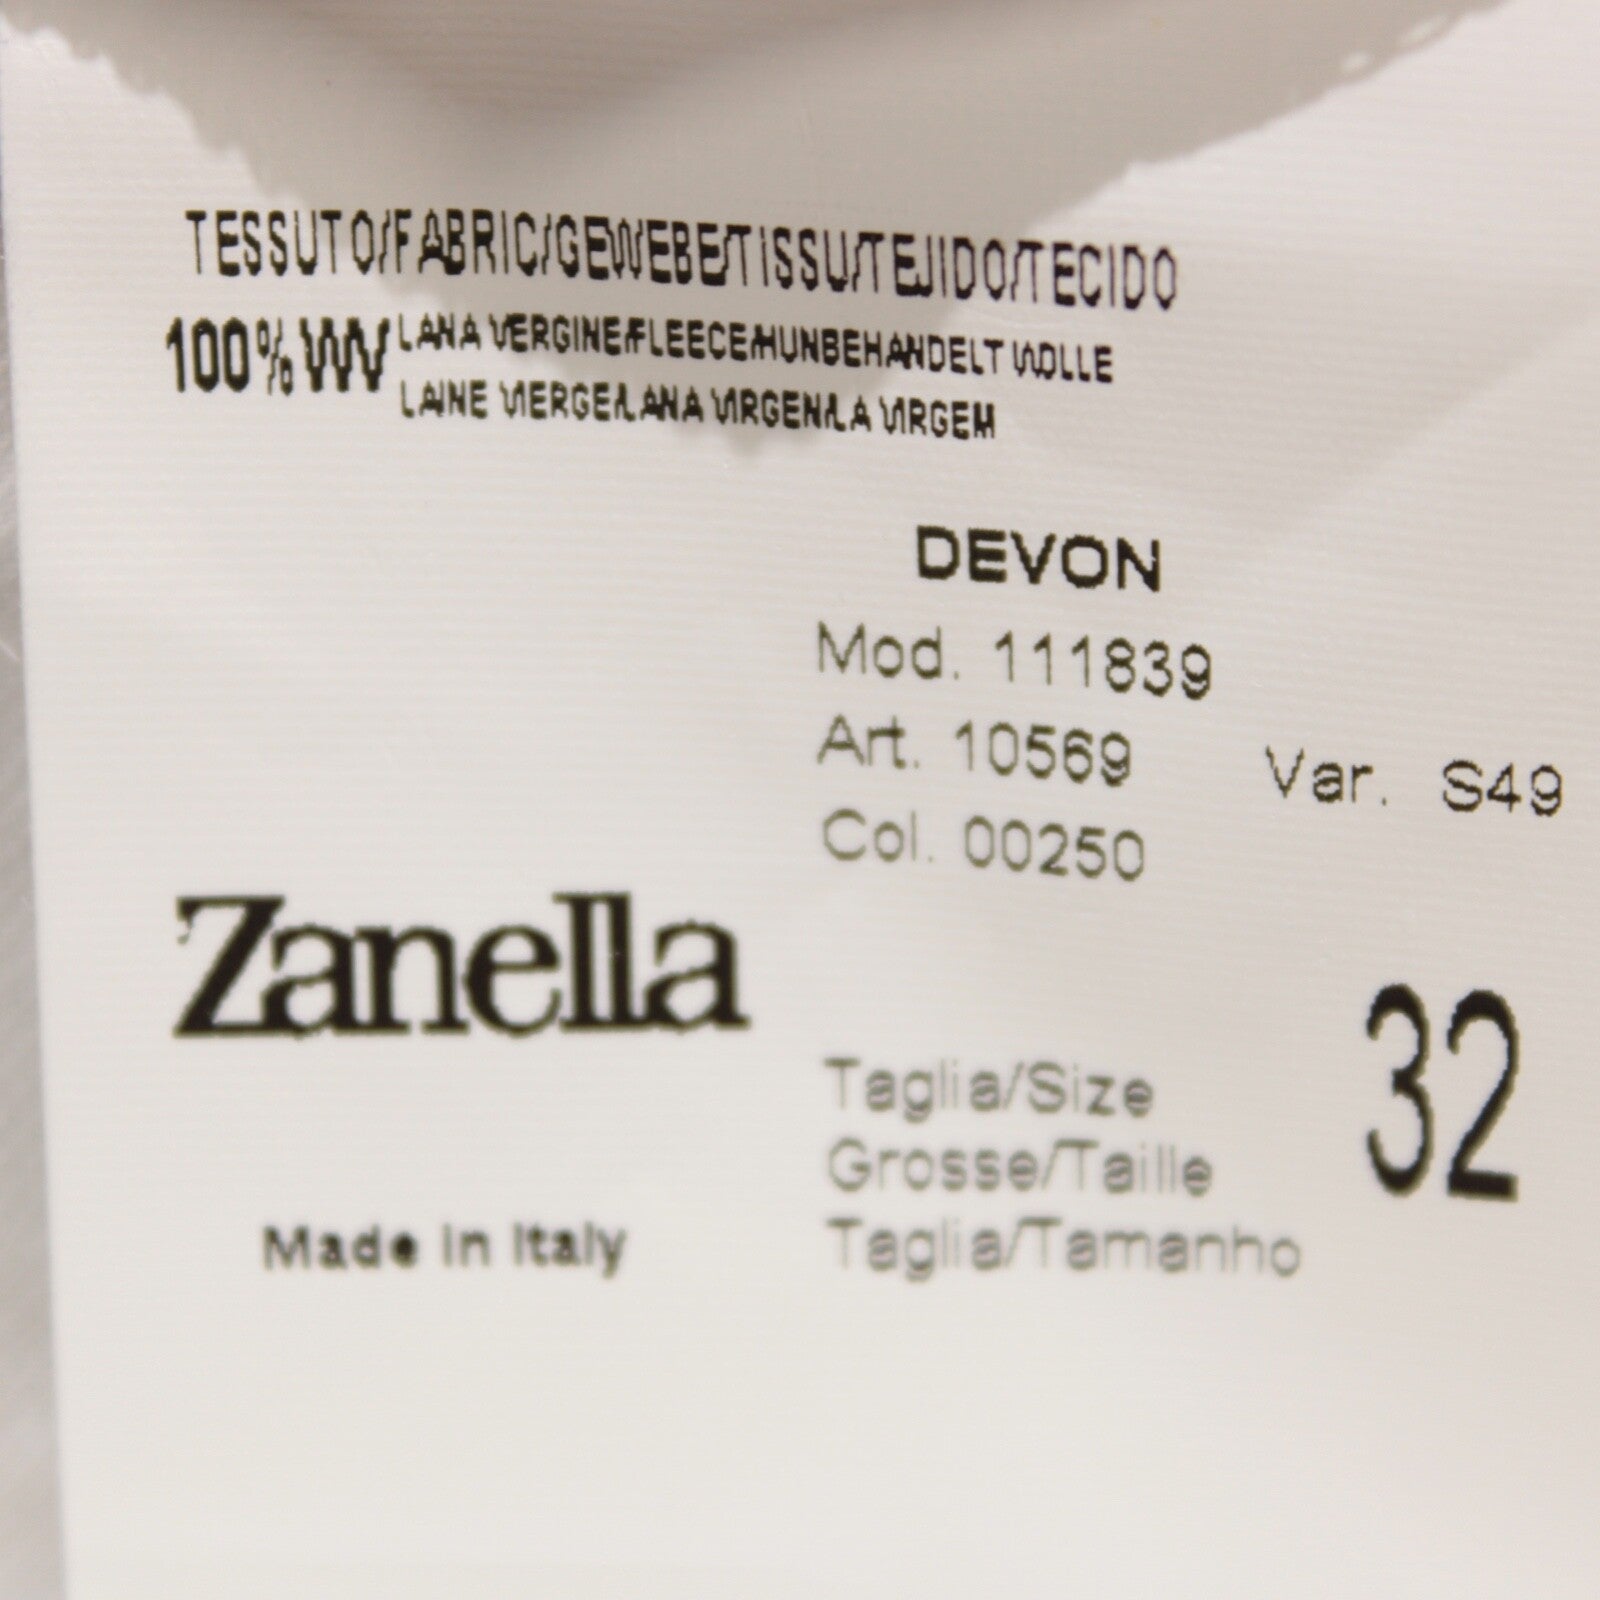 TESSUTO/FABRIC/GEWEBE/TISSU/TEJIDO/TECIDO
100% WV LANA VERGINE/FLEECE/HUNBEHANDELT WOLLE
LAINE VIERGE/LANA VIRGEN/LA VIRGEM
DEVON
Mod. 111839
Art. 10569 Var. S49
Col. 00250
Zanella
32
Taglia/Size
Grosse/Taille
Taglia/Tamanho
Made in Italy